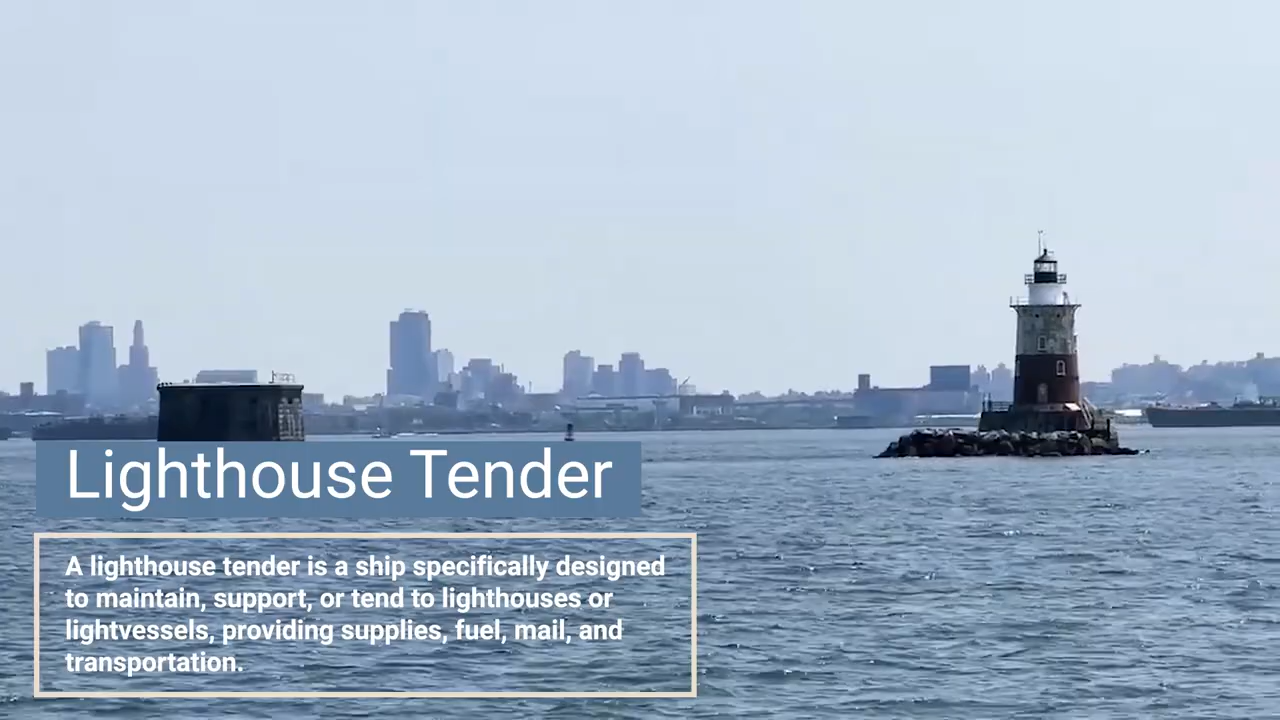 Lighthouse Tender
A lighthouse tender is a ship specifically designed
to maintain, support, or tend to lighthouses or
lightvessels, providing supplies, fuel, mail, and
transportation.